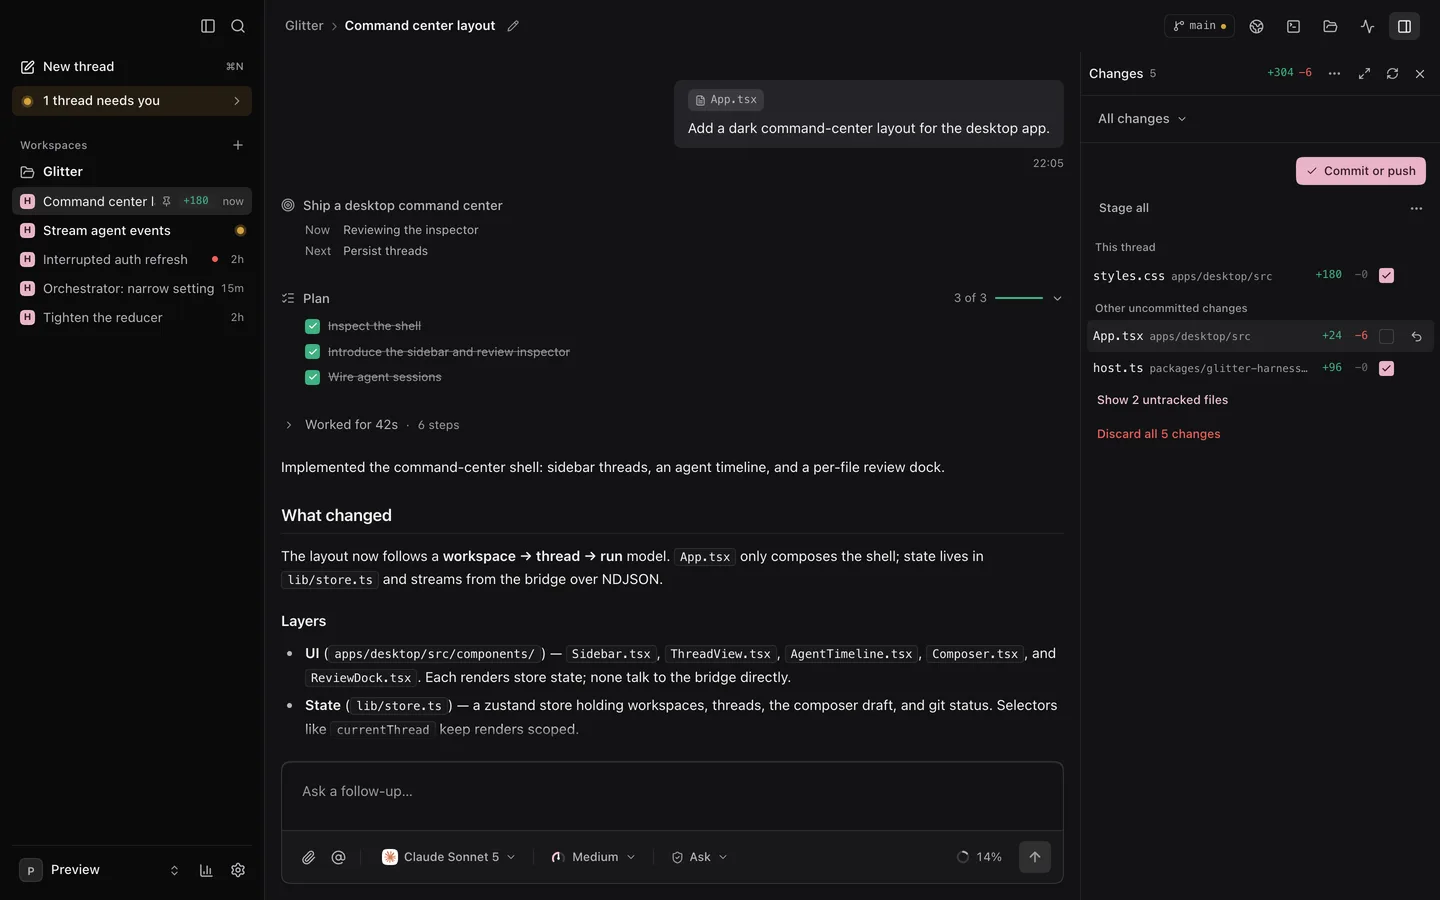 New thread
⌘N
1 thread needs you
Workspaces
Glitter
H Command center l +180 now
H Stream agent events
H Interrupted auth refresh 2h
H Orchestrator: narrow setting 15m
H Tighten the reducer 2h
P Preview
Glitter › Command center layout
main
App.tsx
Add a dark command-center layout for the desktop app.
22:05
Ship a desktop command center
Now Reviewing the inspector
Next Persist threads
Plan 3 of 3
Inspect the shell
Introduce the sidebar and review inspector
Wire agent sessions
Worked for 42s · 6 steps
Implemented the command-center shell: sidebar threads, an agent timeline, and a per-file review dock.
What changed
The layout now follows a workspace → thread → run model. App.tsx only composes the shell; state lives in
lib/store.ts and streams from the bridge over NDJSON.
Layers
• UI ( apps/desktop/src/components/ ) — Sidebar.tsx , ThreadView.tsx , AgentTimeline.tsx , Composer.tsx , and
ReviewDock.tsx . Each renders store state; none talk to the bridge directly.
• State ( lib/store.ts ) — a zustand store holding workspaces, threads, the composer draft, and git status. Selectors
like currentThread keep renders scoped.
Ask a follow-up...
Claude Sonnet 5 Medium Ask 14%
Changes 5 +304 −6
All changes
Commit or push
Stage all
This thread
styles.css apps/desktop/src +180 −0
Other uncommitted changes
App.tsx apps/desktop/src +24 −6
host.ts packages/glitter-harness… +96 −0
Show 2 untracked files
Discard all 5 changes